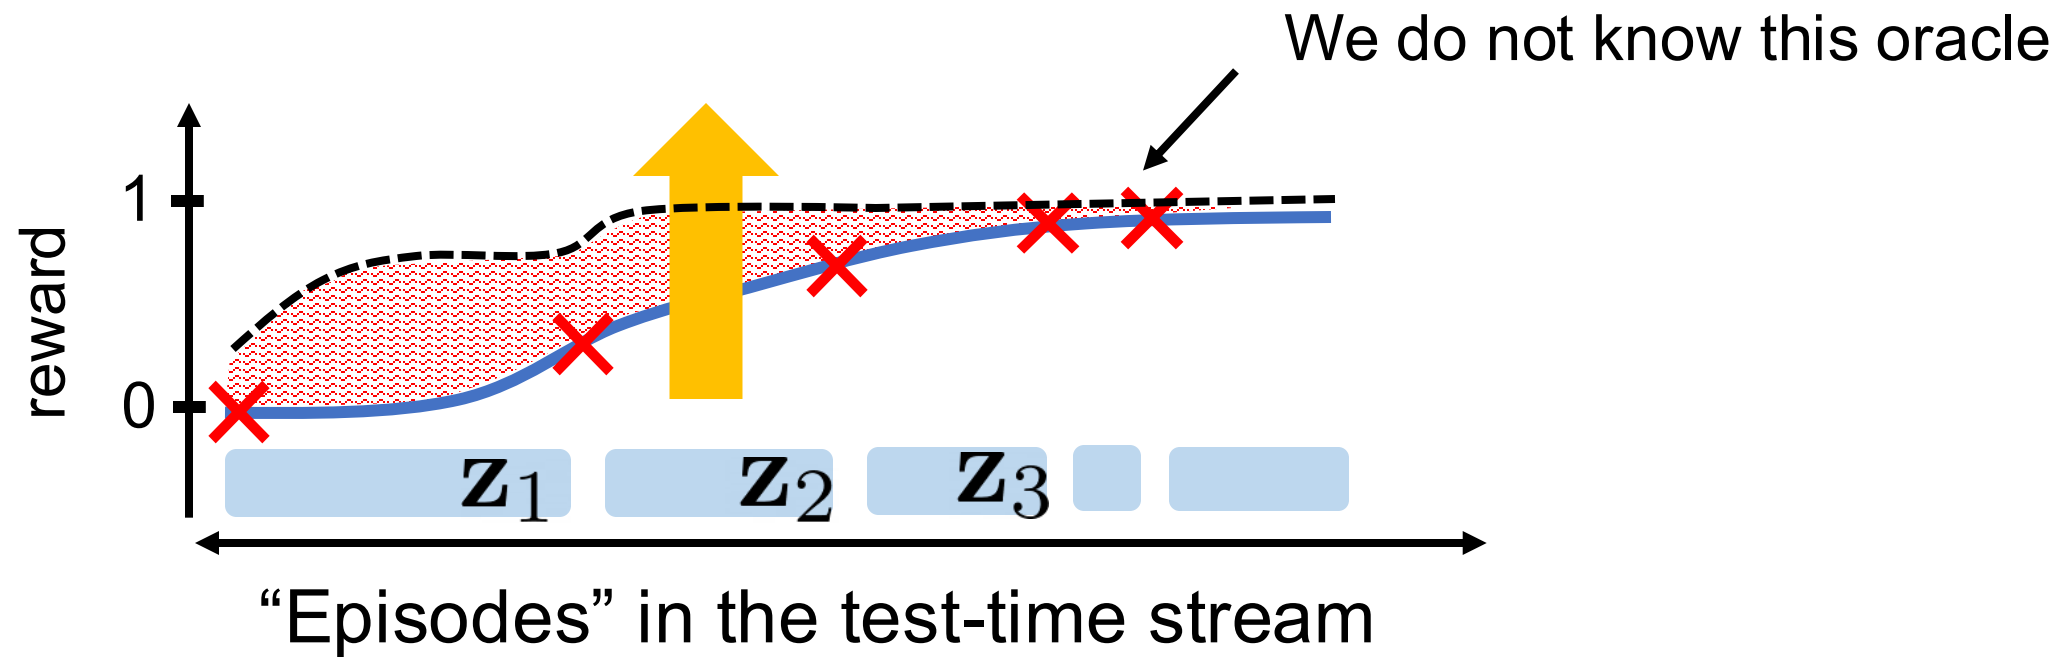 We do not know this oracle
1
reward
0
z₁ z₂ z₃
“Episodes” in the test-time stream